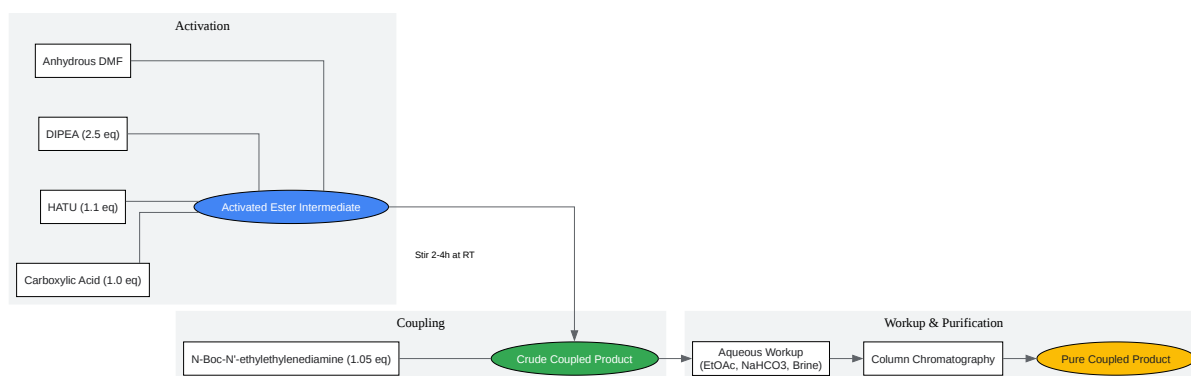 Activation
Anhydrous DMF
DIPEA (2.5 eq)
HATU (1.1 eq)
Activated Ester Intermediate
Carboxylic Acid (1.0 eq)
Stir 2-4h at RT
Coupling
N-Boc-N'-ethylethylenediamine (1.05 eq)
Crude Coupled Product
Workup & Purification
Aqueous Workup
(EtOAc, NaHCO3, Brine)
Column Chromatography
Pure Coupled Product